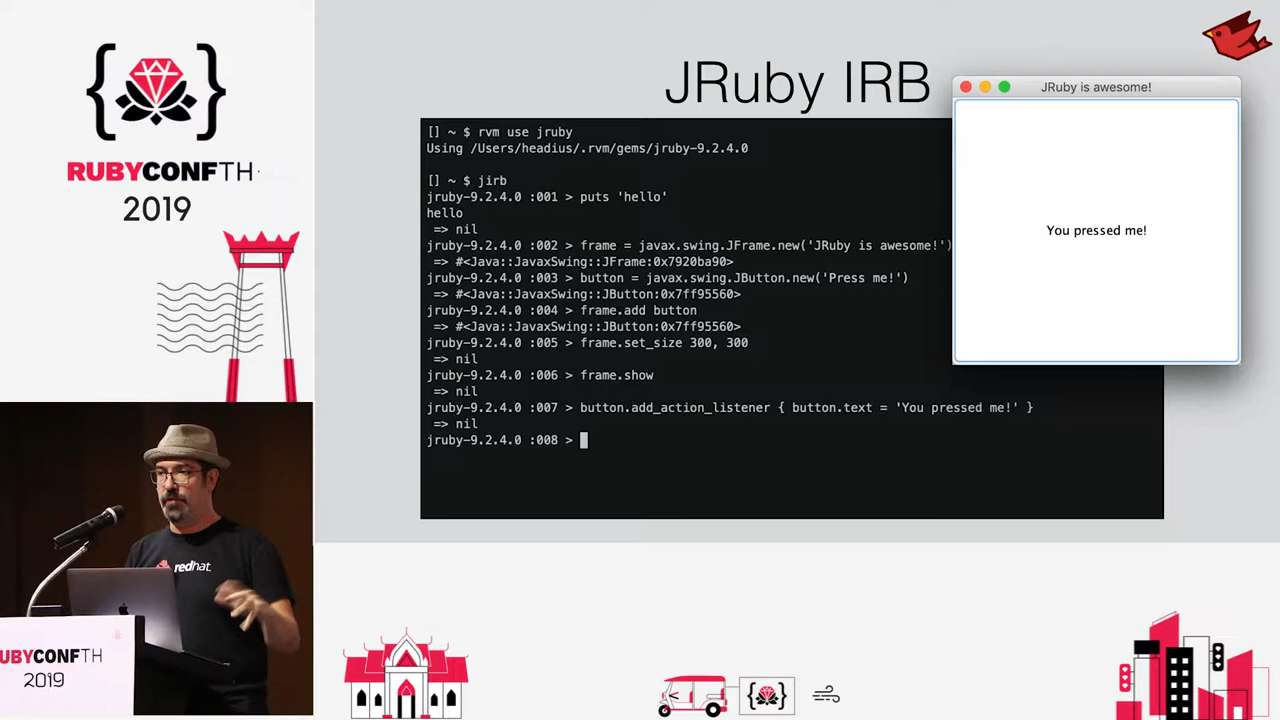 RUBYCONFTH
2019
JRuby IRB
[] ~ $ rvm use jruby
Using /Users/headius/.rvm/gems/jruby-9.2.4.0
[] ~ $ jirb
jruby-9.2.4.0 :001 > puts 'hello'
hello
=> nil
jruby-9.2.4.0 :002 > frame = javax.swing.JFrame.new('JRuby is awesome!')
=> #<Java::JavaxSwing::JFrame:0x7920ba90>
jruby-9.2.4.0 :003 > button = javax.swing.JButton.new('Press me!')
=> #<Java::JavaxSwing::JButton:0x7ff95560>
jruby-9.2.4.0 :004 > frame.add button
=> #<Java::JavaxSwing::JButton:0x7ff95560>
jruby-9.2.4.0 :005 > frame.set_size 300, 300
=> nil
jruby-9.2.4.0 :006 > frame.show
=> nil
jruby-9.2.4.0 :007 > button.add_action_listener { button.text = 'You pressed me!' }
=> nil
jruby-9.2.4.0 :008 >
JRuby is awesome!
You pressed me!
redhat.
UBYCONFTH
2019